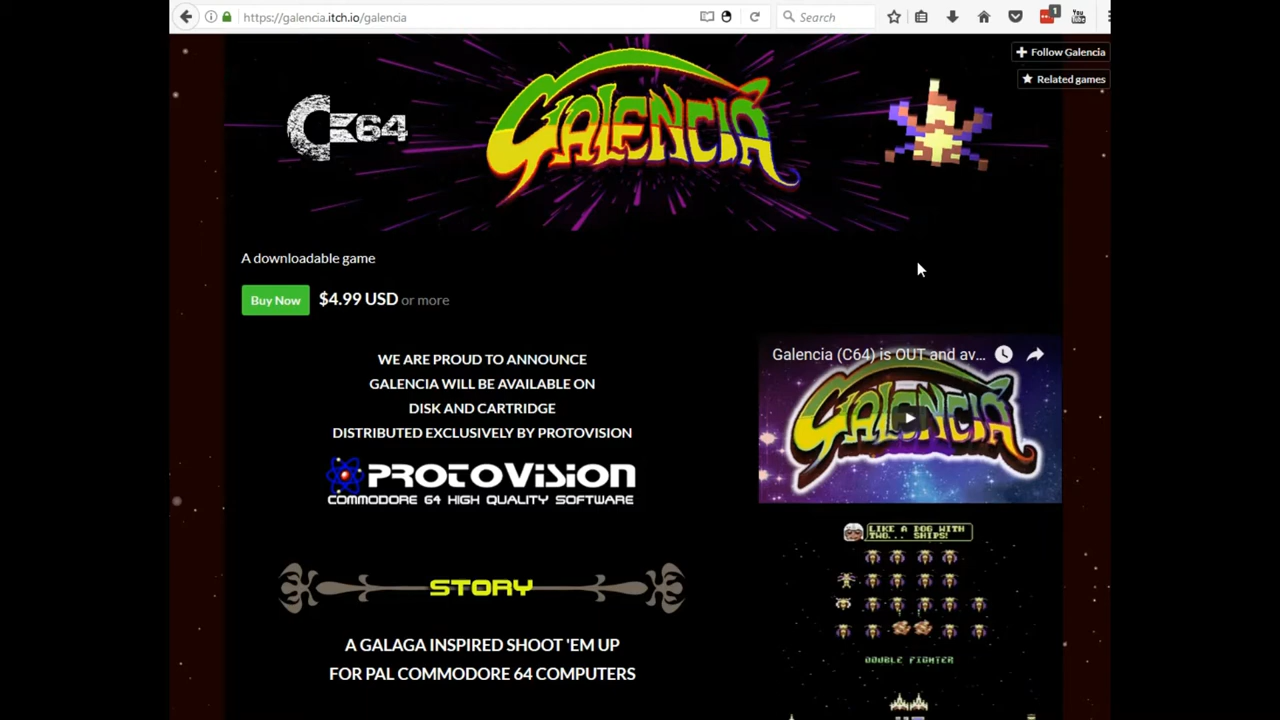 https://galencia.itch.io/galencia
Search
1
You
Tube
Follow Galencia
Related games
C64
GALENCIA
A downloadable game
Buy Now
$4.99 USD or more
WE ARE PROUD TO ANNOUNCE
GALENCIA WILL BE AVAILABLE ON
DISK AND CARTRIDGE
DISTRIBUTED EXCLUSIVELY BY PROTOVISION
PROTOVISION
COMMODORE 64 HIGH QUALITY SOFTWARE
STORY
A GALAGA INSPIRED SHOOT 'EM UP
FOR PAL COMMODORE 64 COMPUTERS
Galencia (C64) is OUT and av...
GALENCIA
LIKE A DOG WITH
TWO... SHIPS!
DOUBLE FIGHTER